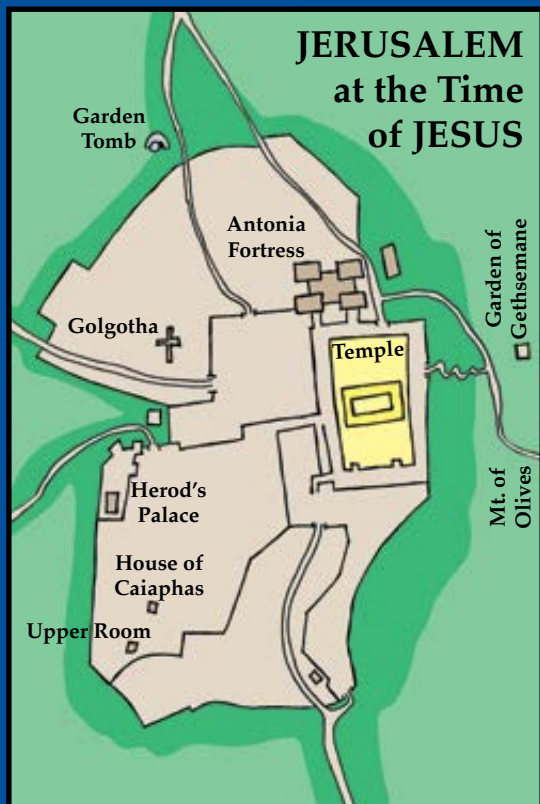 JERUSALEM
at the Time
of JESUS
Garden
Tomb
Antonia
Fortress
Garden of
Gethsemane
Golgotha
Temple
Mt. of
Olives
Herod's
Palace
House of
Caiaphas
Upper Room